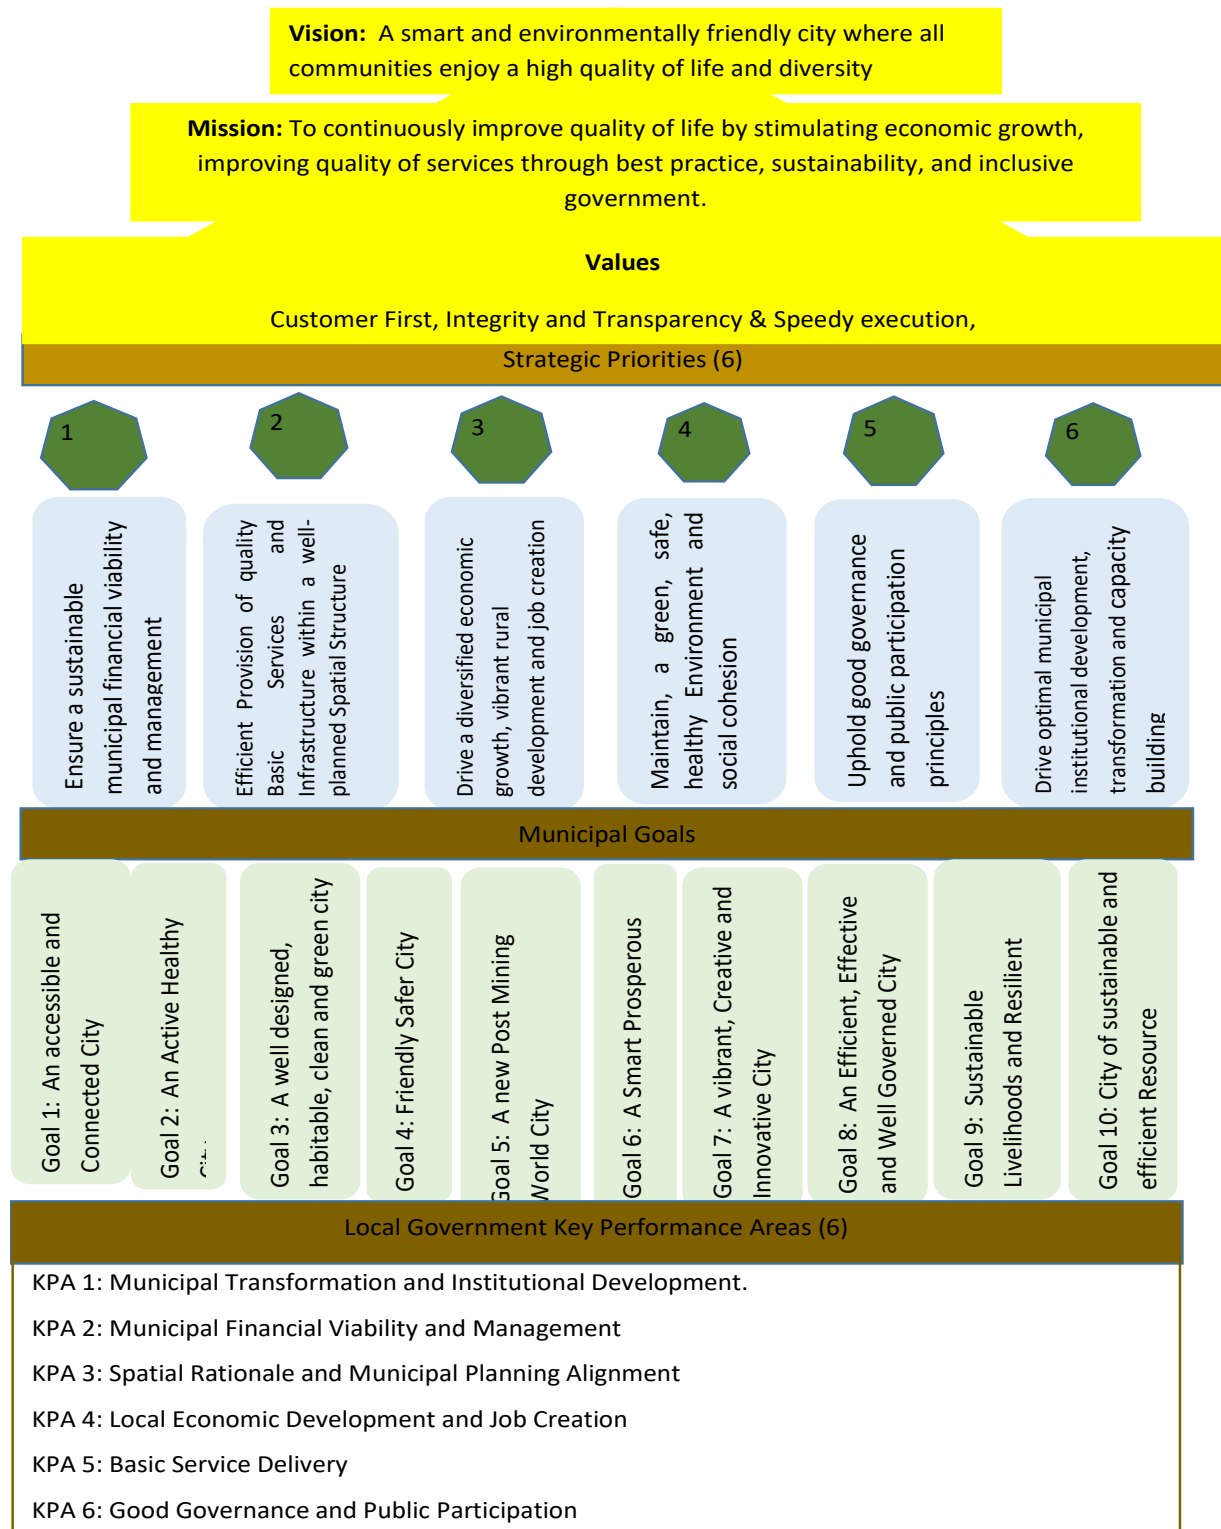 Vision: A smart and environmentally friendly city where all
communities enjoy a high quality of life and diversity
Mission: To continuously improve quality of life by stimulating economic growth,
improving quality of services through best practice, sustainability, and inclusive
government.
Values
Customer First, Integrity and Transparency & Speedy execution,
Strategic Priorities (6)
1
2
3
4
5
6
Ensure a sustainable
municipal financial viability
and management
Efficient Provision of quality
Basic Services and
Infrastructure within a well-
planned Spatial Structure
Drive a diversified economic
growth, vibrant rural
development and job creation
Maintain, a green, safe,
healthy Environment and
social cohesion
Uphold good governance
and public participation
principles
Drive optimal municipal
institutional development,
transformation and capacity
building
Municipal Goals
Goal 1: An accessible and
Connected City
Goal 2: An Active Healthy
Goal 3: A well designed,
habitable, clean and green city
Goal 4: Friendly Safer City
Goal 5: A new Post Mining
World City
Goal 6: A Smart Prosperous
Goal 7: A vibrant, Creative and
Innovative City
Goal 8: An Efficient, Effective
and Well Governed City
Goal 9: Sustainable
Livelihoods and Resilient
Goal 10: City of sustainable and
efficient Resource
Local Government Key Performance Areas (6)
KPA 1: Municipal Transformation and Institutional Development.
KPA 2: Municipal Financial Viability and Management
KPA 3: Spatial Rationale and Municipal Planning Alignment
KPA 4: Local Economic Development and Job Creation
KPA 5: Basic Service Delivery
KPA 6: Good Governance and Public Participation